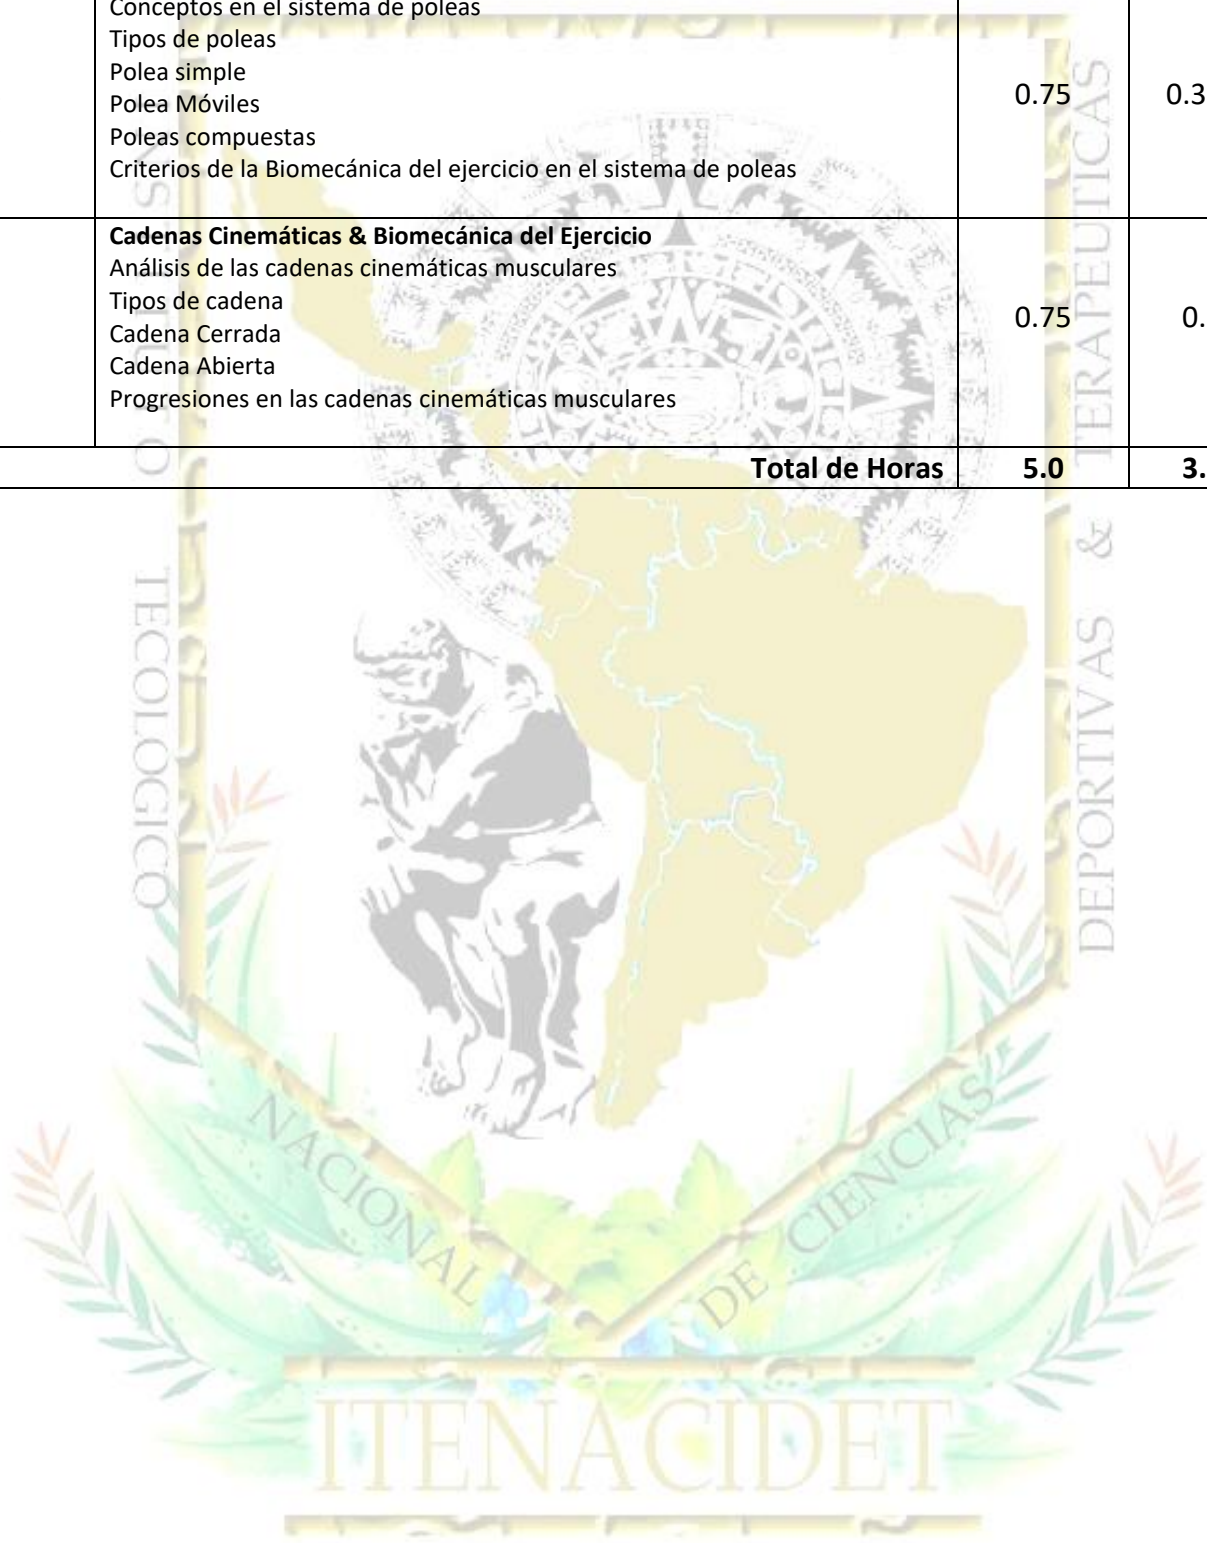 Conceptos en el sistema de poleas
Tipos de poleas
Polea simple
Polea Móviles
Poleas compuestas
Criterios de la Biomecánica del ejercicio en el sistema de poleas
0.75
0.3
Cadenas Cinemáticas & Biomecánica del Ejercicio
Análisis de las cadenas cinemáticas musculares
Tipos de cadena
Cadena Cerrada
Cadena Abierta
Progresiones en las cadenas cinemáticas musculares
0.75
0.
Total de Horas
5.0
3.
TECOLOGICO
NACIONAL
DE
CIENCIAS
DEPORTIVAS
&
TERAPEUTICAS
ITENACIDET